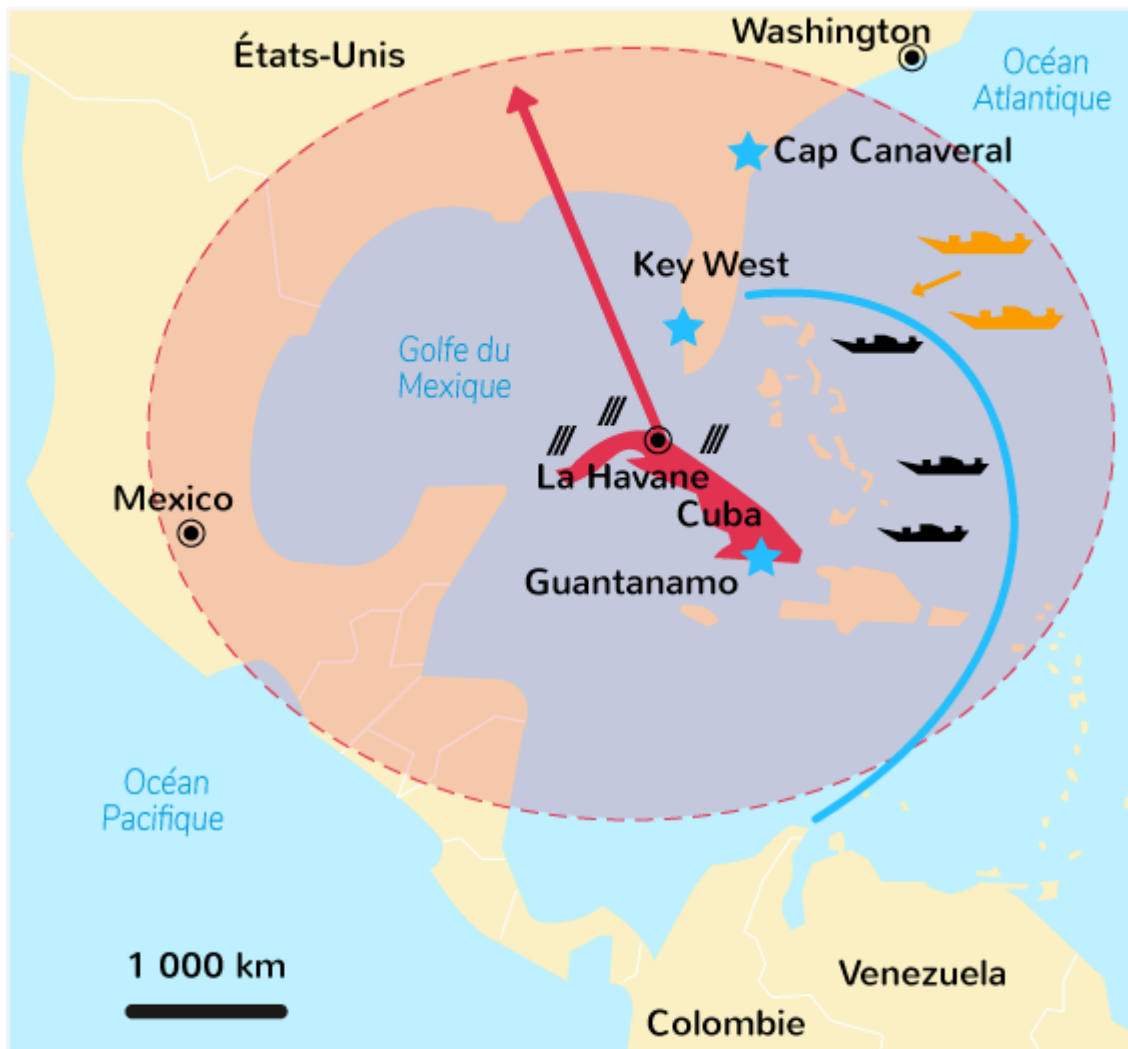 Washington
États-Unis
Océan
Atlantique
Cap Canaveral
Key West
Golfe du
Mexique
La Havane
Mexico
Cuba
Guantanamo
Océan
Pacifique
1 000 km
Venezuela
Colombie